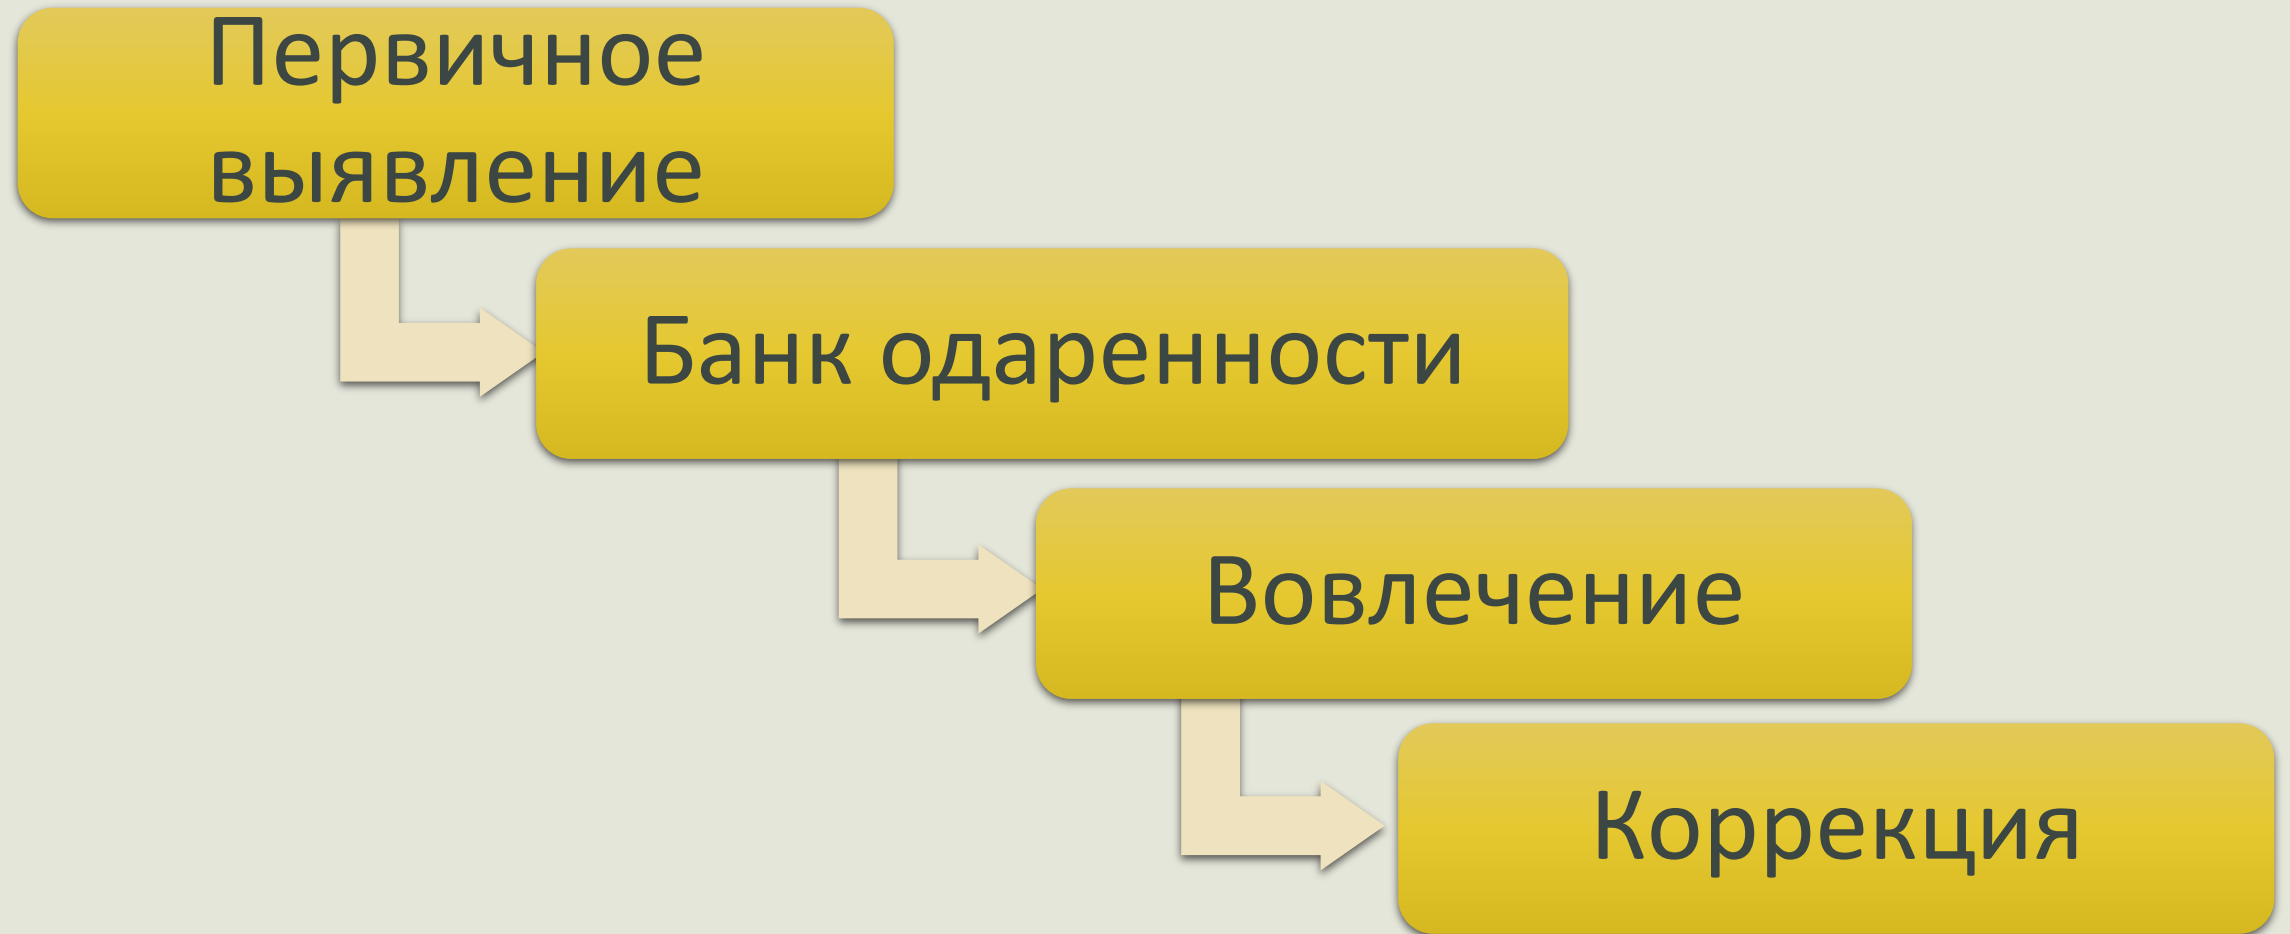 Первичное
выявление
Банк одаренности
Вовлечение
Коррекция